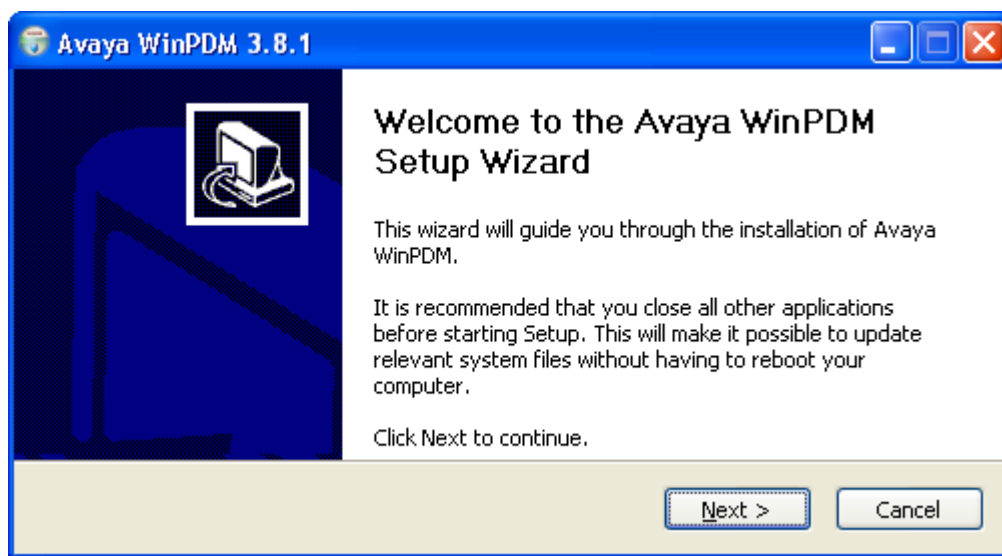 Avaya WinPDM 3.8.1
Welcome to the Avaya WinPDM
Setup Wizard
This wizard will guide you through the installation of Avaya
WinPDM.
It is recommended that you close all other applications
before starting Setup. This will make it possible to update
relevant system files without having to reboot your
computer.
Click Next to continue.
Next >
Cancel